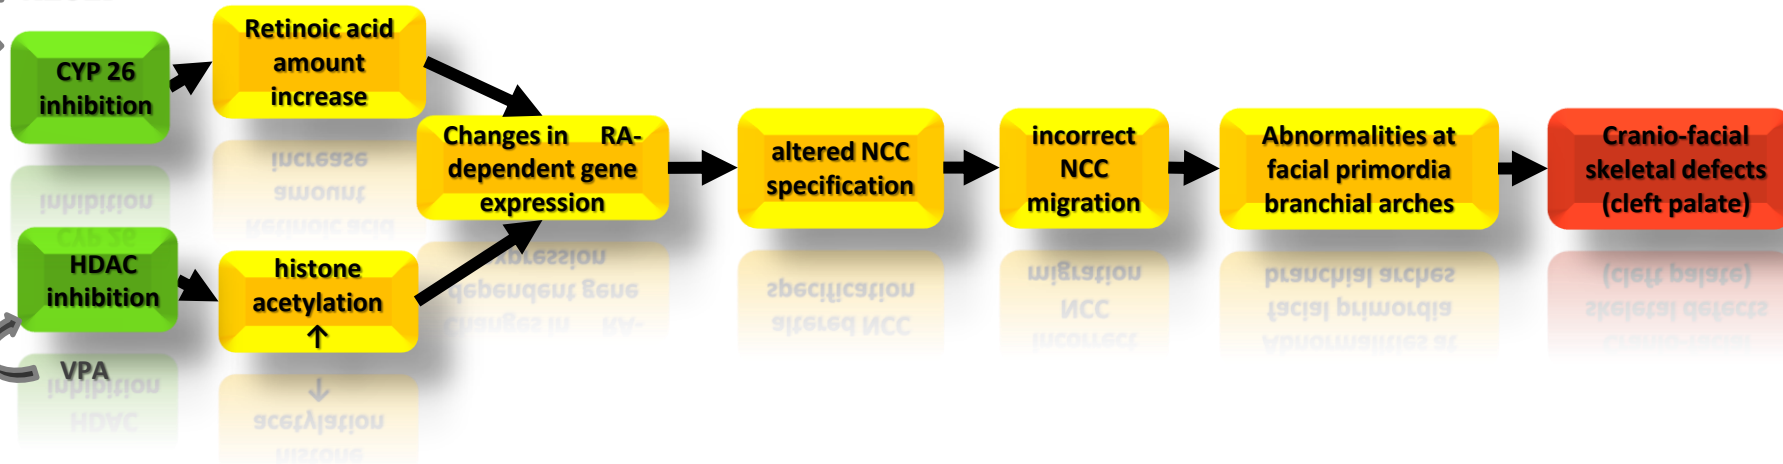 CYP 26
inhibition
Retinoic acid
amount
increase
HDAC
inhibition
histone
acetylation
↑
VPA
Changes in RA-
dependent gene
expression
altered NCC
specification
incorrect
NCC
migration
Abnormalities at
facial primordia
branchial arches
Cranio-facial
skeletal defects
(cleft palate)